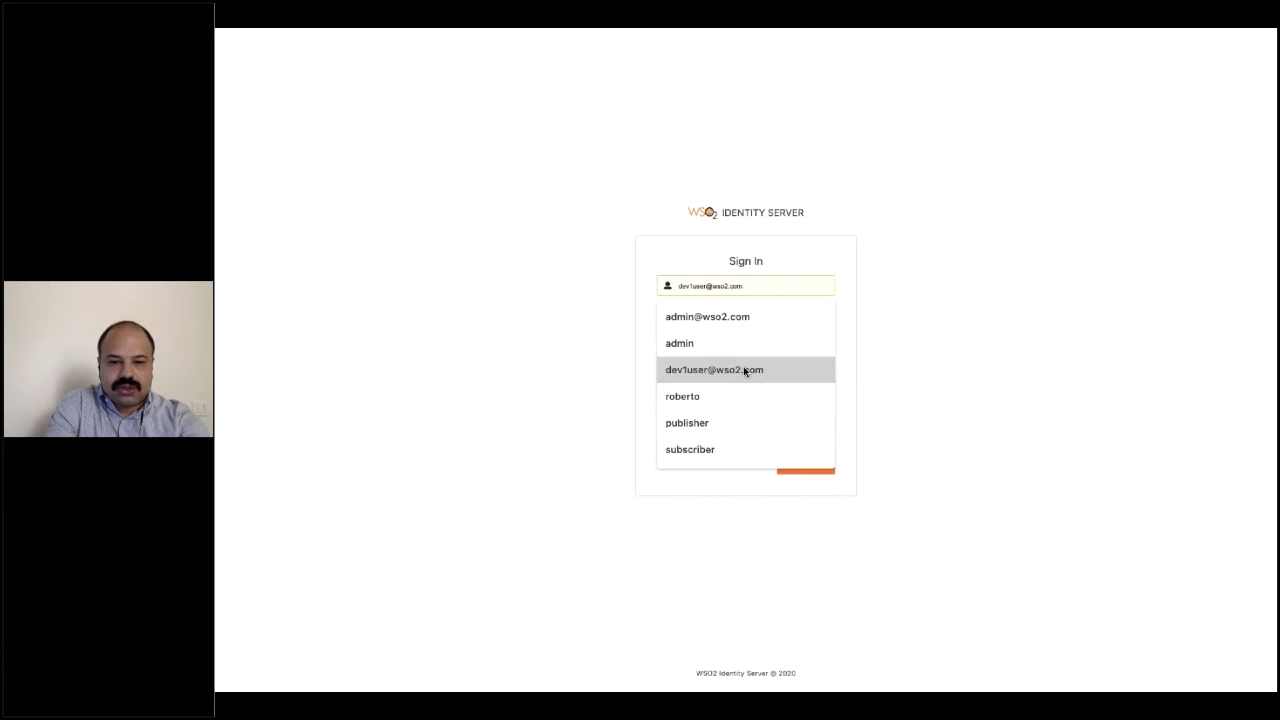 WSO2 IDENTITY SERVER
Sign In
dev1user@wso2.com
admin@wso2.com
admin
dev1user@wso2.com
roberto
publisher
subscriber
WSO2 Identity Server © 2020